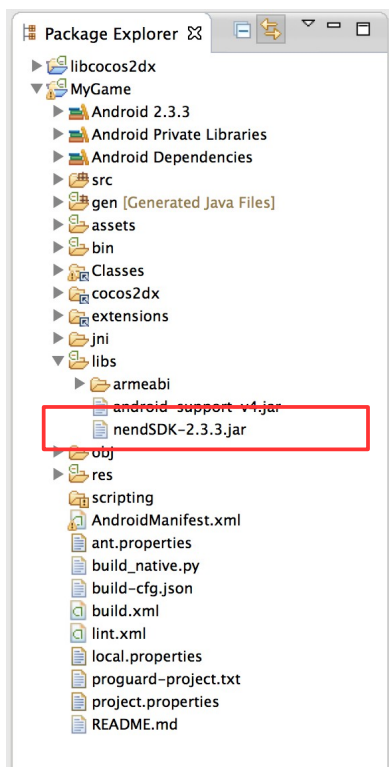 Package Explorer
libcocos2dx
MyGame
Android 2.3.3
Android Private Libraries
Android Dependencies
src
gen [Generated Java Files]
assets
bin
Classes
cocos2dx
extensions
jni
libs
armeabi
android-support-v4.jar
nendSDK-2.3.3.jar
obj
res
scripting
AndroidManifest.xml
ant.properties
build_native.py
build-cfg.json
build.xml
lint.xml
local.properties
proguard-project.txt
project.properties
README.md